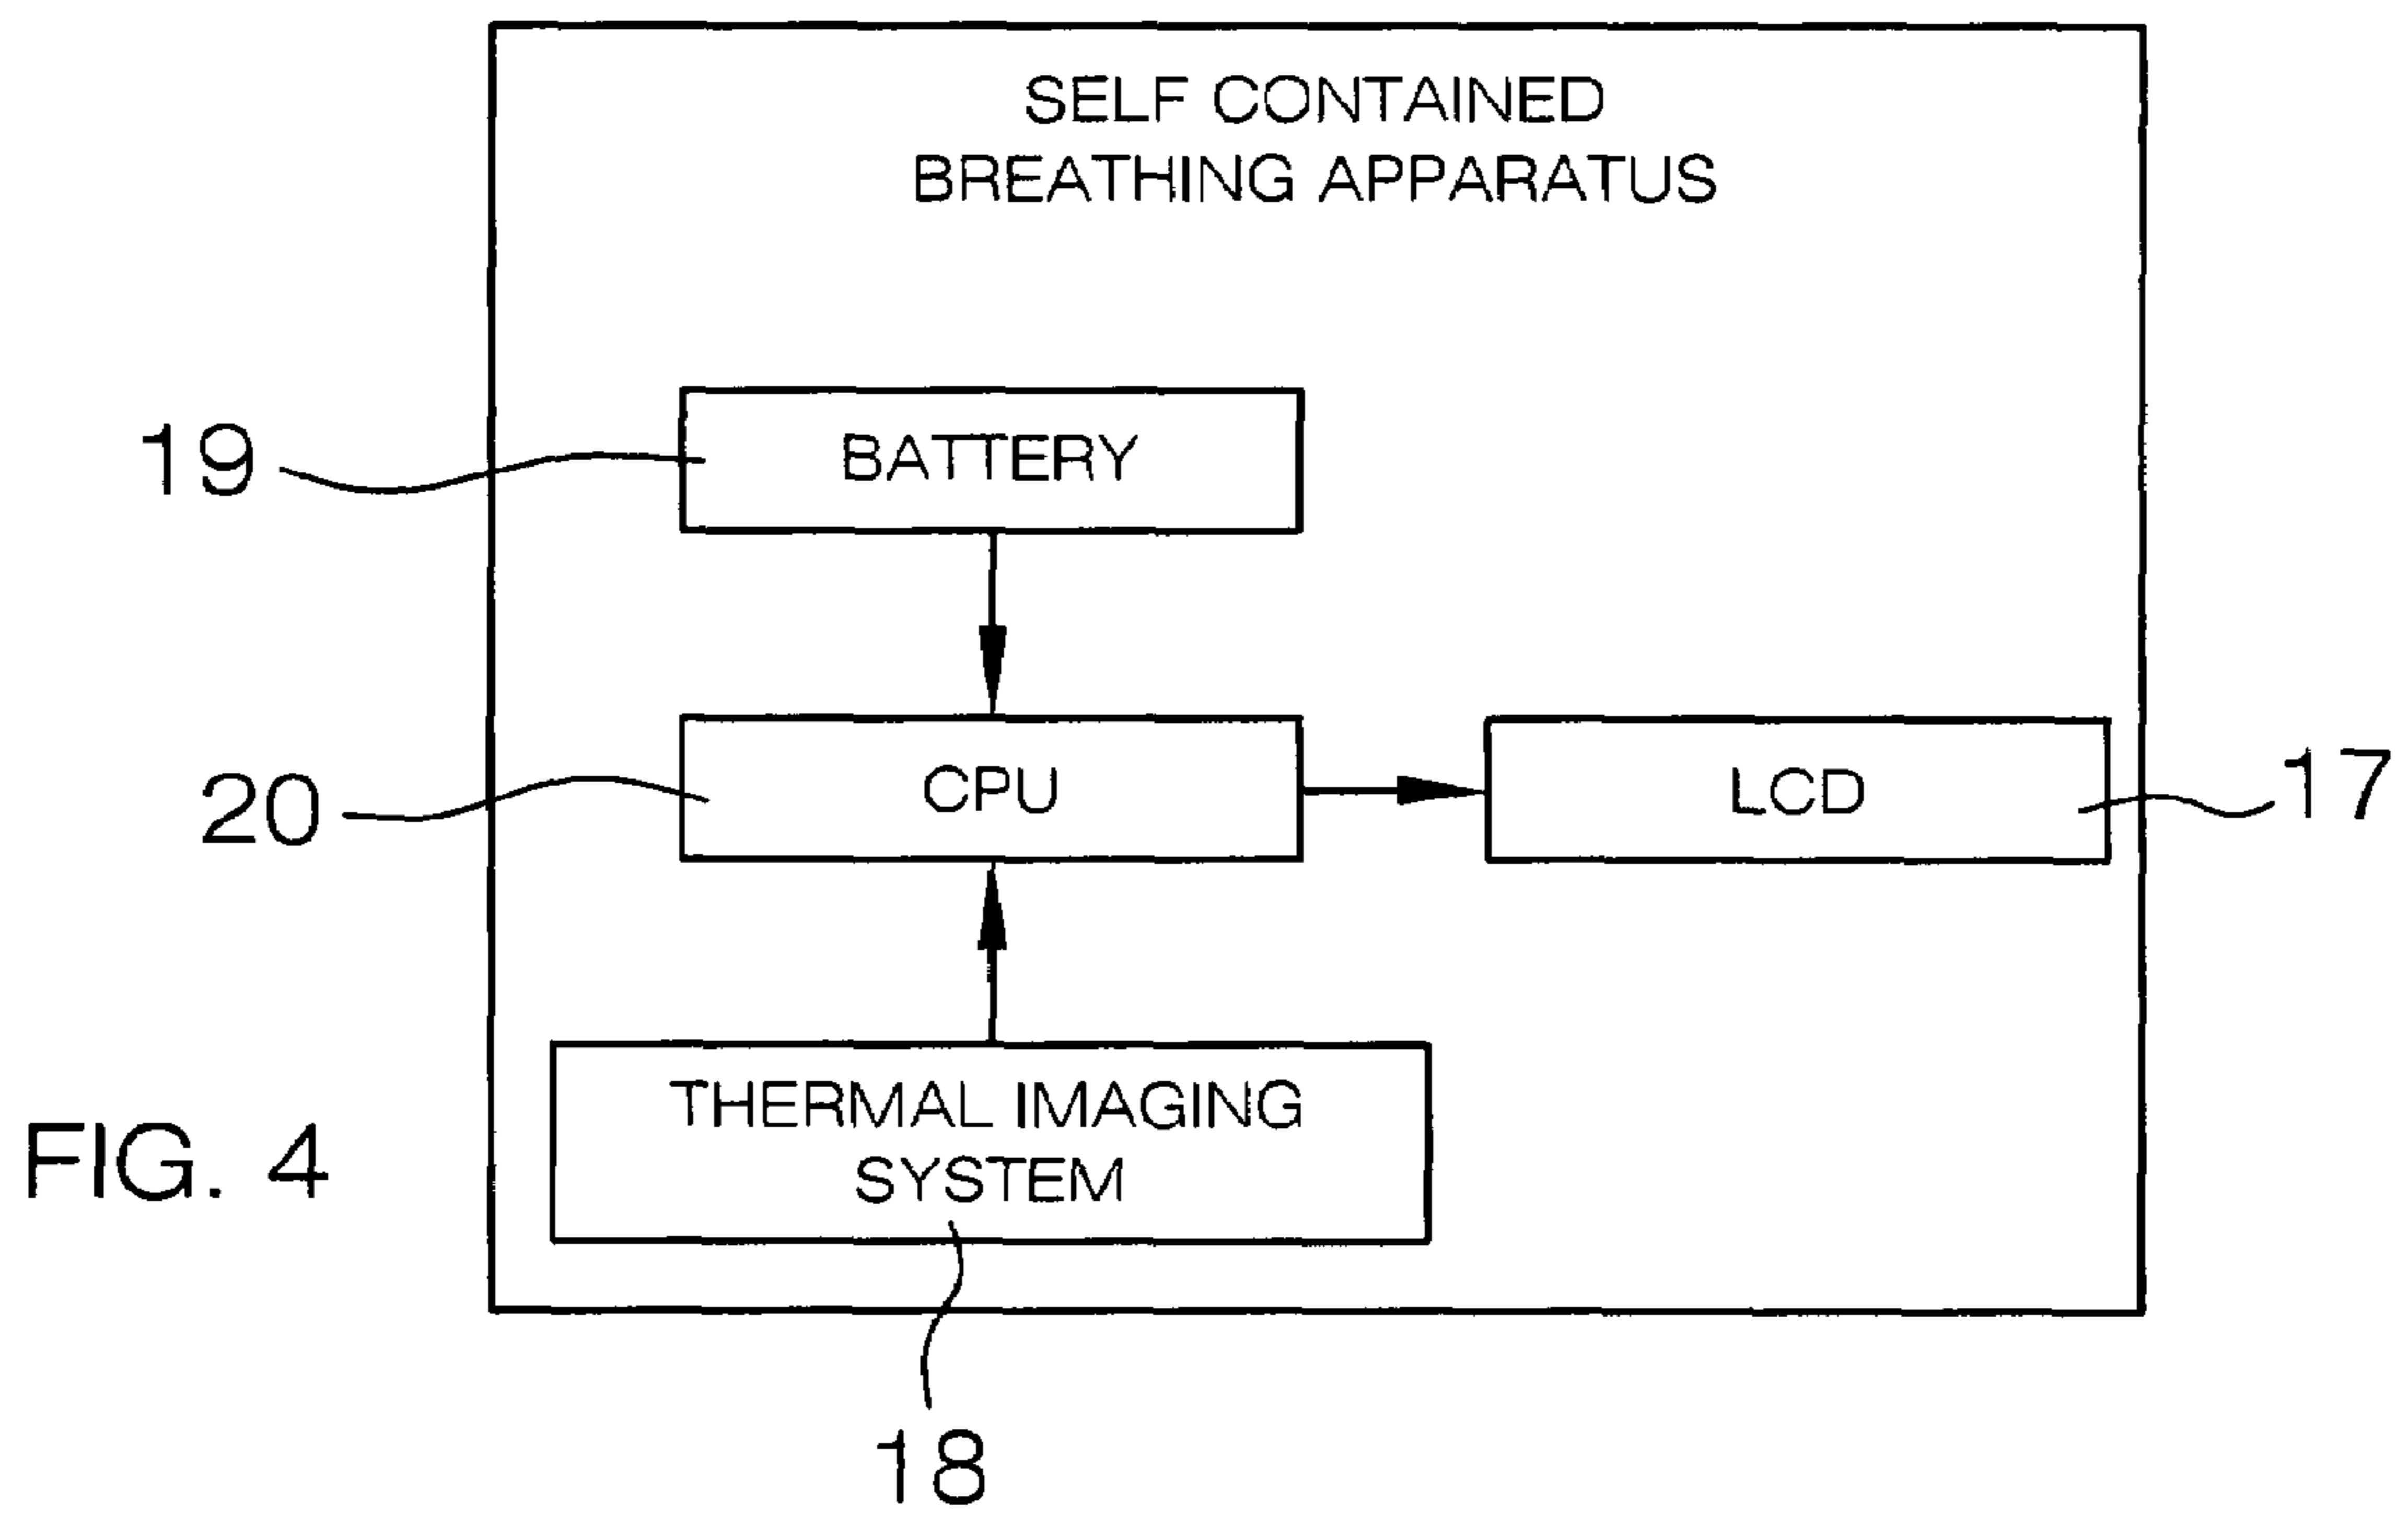 SELF CONTAINED
BREATHING APPARATUS
19
BATTERY
20
CPU
LCD
17
THERMAL IMAGING
SYSTEM
FIG. 4
18